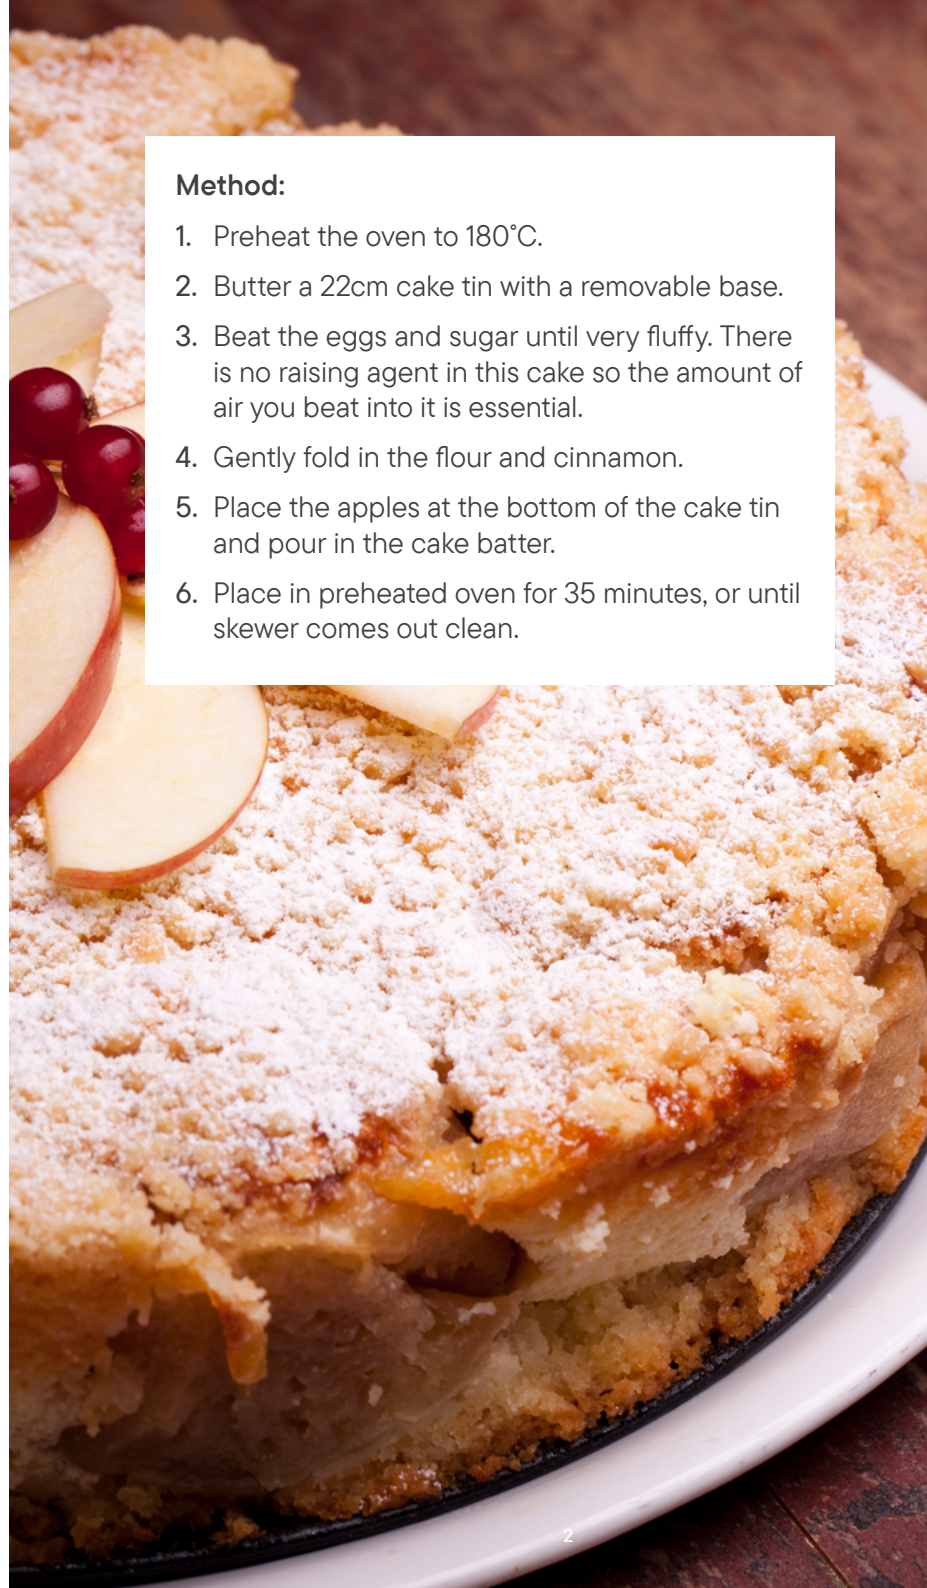 Method:
1. Preheat the oven to 180°C.
2. Butter a 22cm cake tin with a removable base.
3. Beat the eggs and sugar until very fluffy. There
is no raising agent in this cake so the amount of
air you beat into it is essential.
4. Gently fold in the flour and cinnamon.
5. Place the apples at the bottom of the cake tin
and pour in the cake batter.
6. Place in preheated oven for 35 minutes, or until
skewer comes out clean.
2